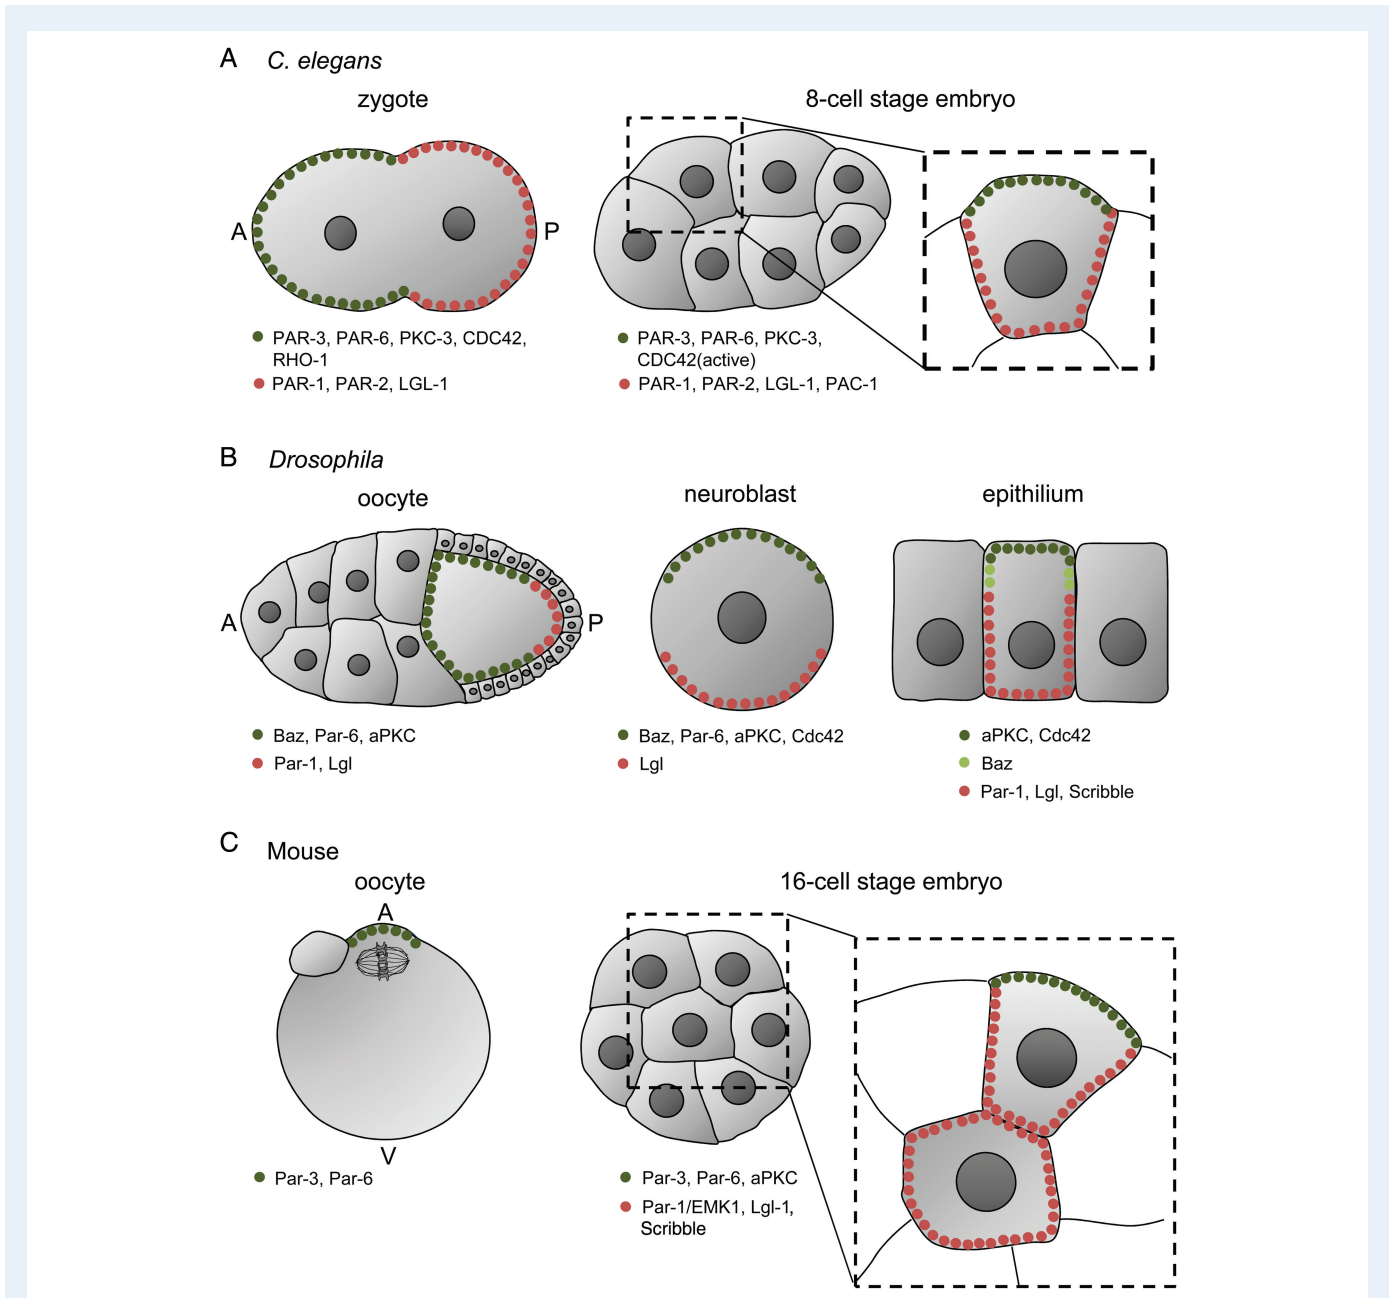 A C. elegans
zygote
8-cell stage embryo
A
P
PAR-3, PAR-6, PKC-3, CDC42,
RHO-1
PAR-1, PAR-2, LGL-1
PAR-3, PAR-6, PKC-3,
CDC42(active)
PAR-1, PAR-2, LGL-1, PAC-1
B Drosophila
oocyte
neuroblast
epithilium
A
P
Baz, Par-6, aPKC
Par-1, Lgl
Baz, Par-6, aPKC, Cdc42
Lgl
aPKC, Cdc42
Baz
Par-1, Lgl, Scribble
C Mouse
oocyte
16-cell stage embryo
A
V
Par-3, Par-6
Par-3, Par-6, aPKC
Par-1/EMK1, Lgl-1,
Scribble